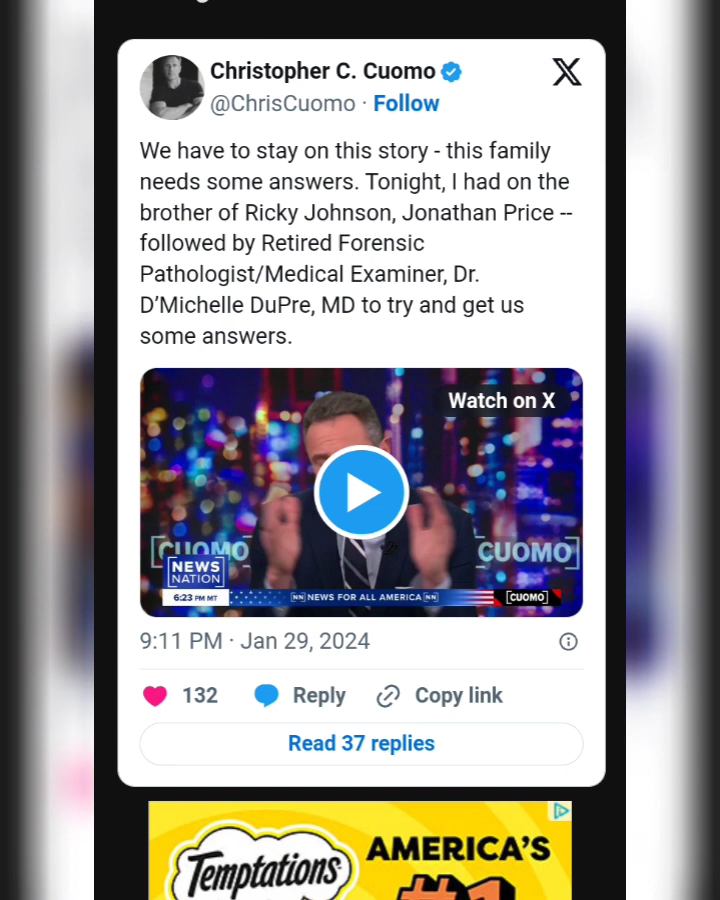 Christopher C. Cuomo
@ChrisCuomo · Follow
We have to stay on this story - this family
needs some answers. Tonight, I had on the
brother of Ricky Johnson, Jonathan Price --
followed by Retired Forensic
Pathologist/Medical Examiner, Dr.
D’Michelle DuPre, MD to try and get us
some answers.
Watch on X
[CUOMO
CUOMO]
NEWS
NATION
6:23 PM MT
NN NEWS FOR ALL AMERICA NN
[CUOMO]
9:11 PM · Jan 29, 2024
132
Reply
Copy link
Read 37 replies
Temptations
AMERICA'S
#1